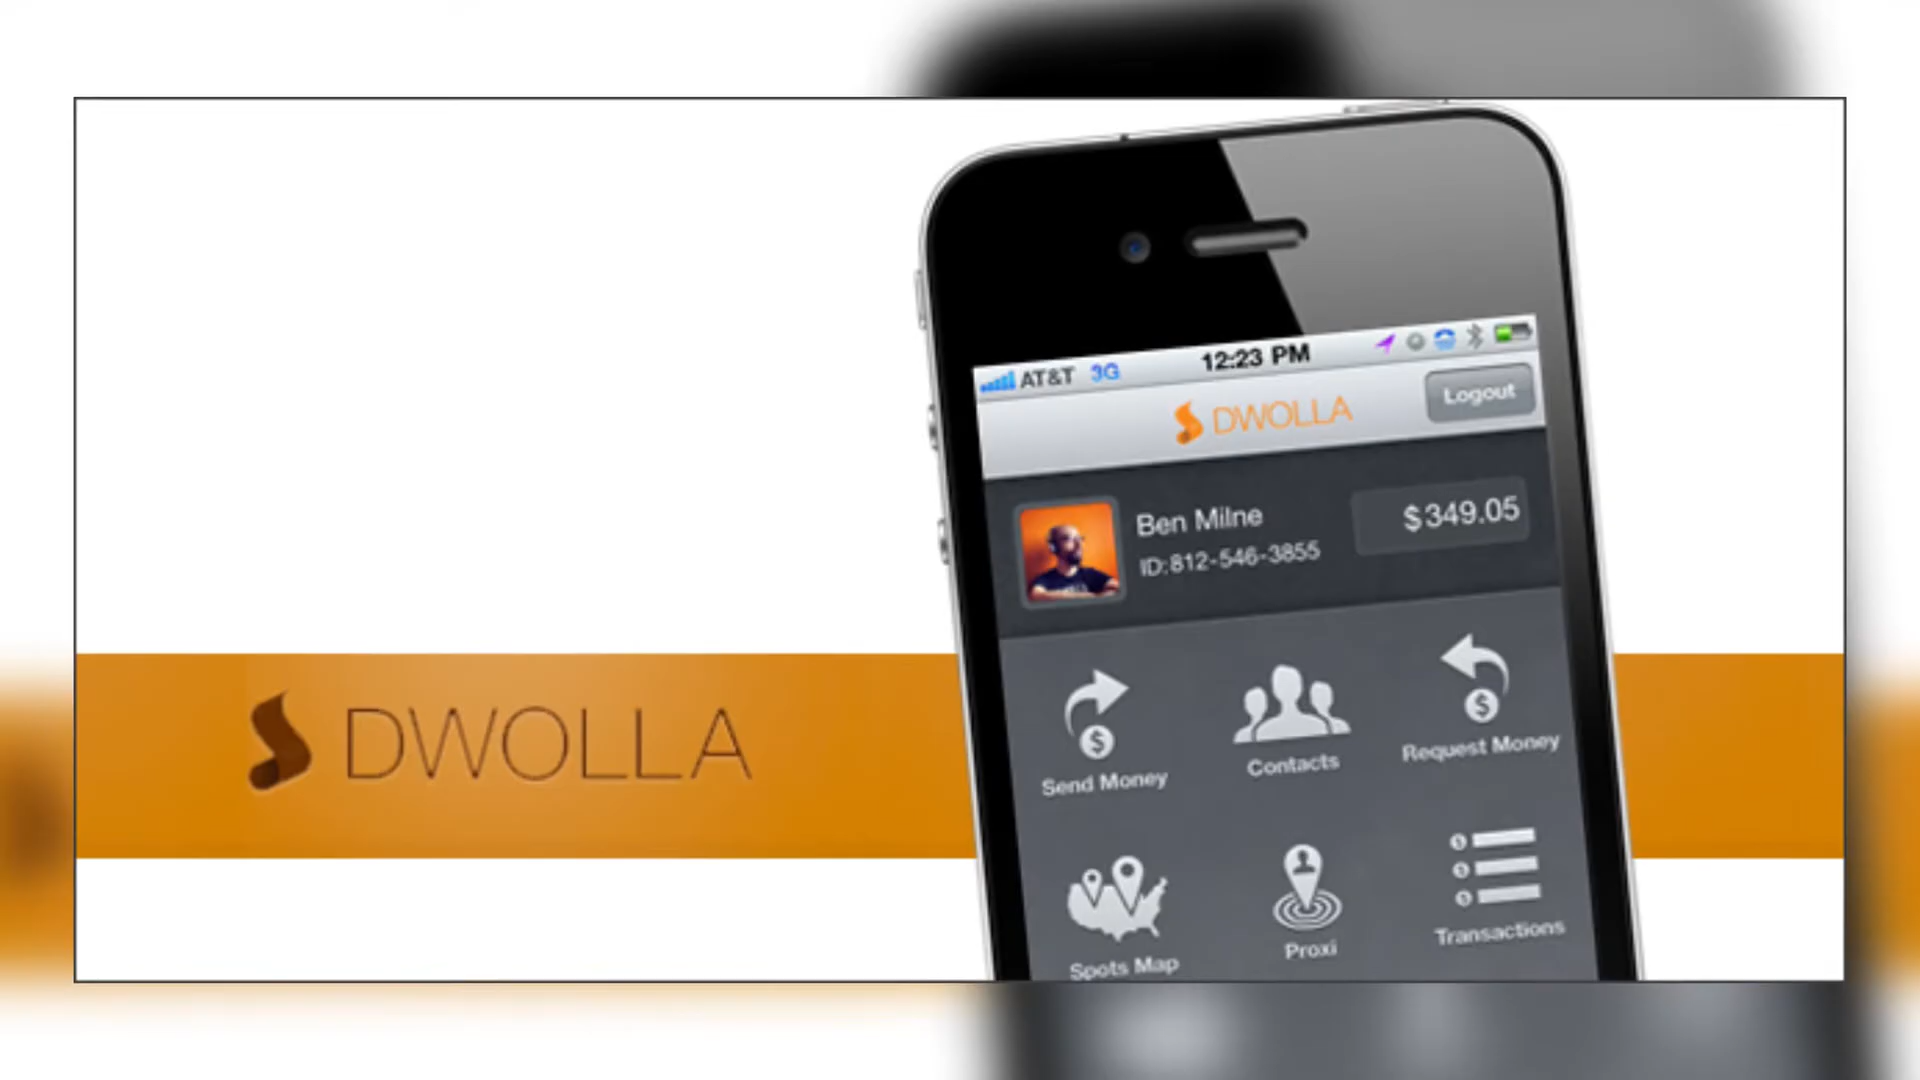 AT&T 3G 12:23 PM
DWOLLA
Logout
Ben Milne
$349.05
ID:812-546-3855
Send Money
Contacts
Request Money
Spots Map
Proxi
Transactions
DWOLLA